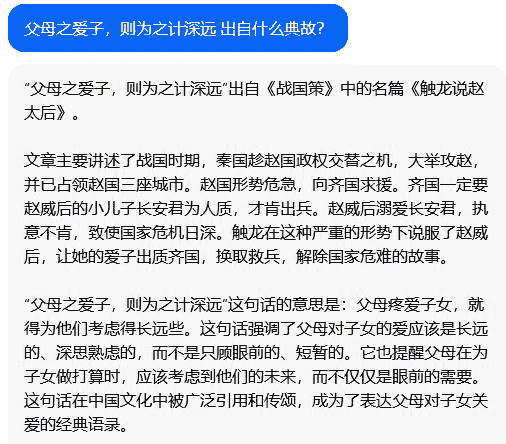 父母之爱子，则为之计深远 出自什么典故？
“父母之爱子，则为之计深远”出自《战国策》中的名篇《触龙说赵
太后》。
文章主要讲述了战国时期，秦国趁赵国政权交替之机，大举攻赵，
并已占领赵国三座城市。赵国形势危急，向齐国求援。齐国一定要
赵威后的小儿子长安君为人质，才肯出兵。赵威后溺爱长安君，执
意不肯，致使国家危机日深。触龙在这种严重的形势下说服了赵威
后，让她的爱子出质齐国，换取救兵，解除国家危难的故事。
“父母之爱子，则为之计深远”这句话的意思是：父母疼爱子女，就
得为他们考虑得长远些。这句话强调了父母对子女的爱应该是长远
的、深思熟虑的，而不是只顾眼前的、短暂的。它也提醒父母在为
子女做打算时，应该考虑到他们的未来，而不仅仅是眼前的需要。
这句话在中国文化中被广泛引用和传颂，成为了表达父母对子女关
爱的经典语录。